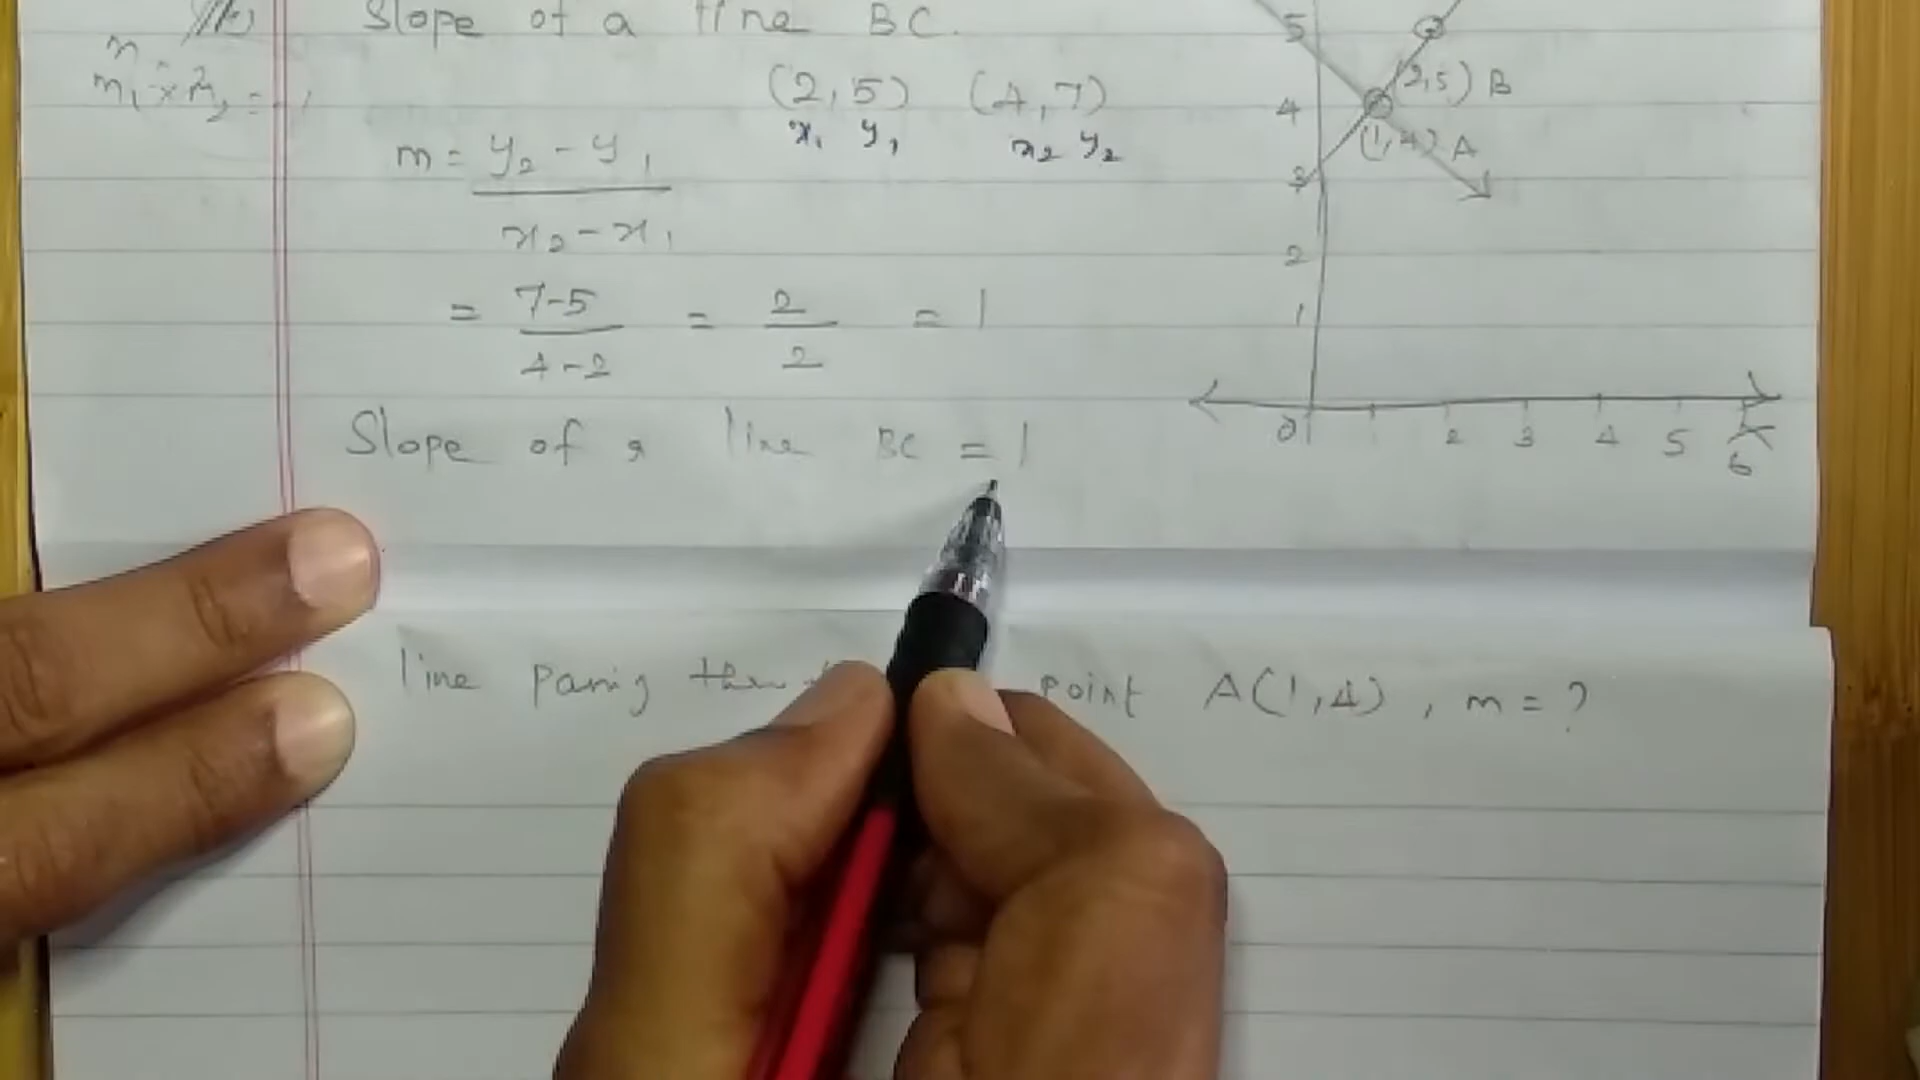 Slope of a line BC.
m₁ × m₂ = -1
(2,5) (4,7)
x₁ y₁ x₂ y₂
m = y₂ - y₁
x₂ - x₁
= 7-5 = 2 = 1
4-2 2
Slope of a line BC = 1
line passing point A(1,4), m = ?
5
(2,5) B
4
(1,4) A
3
2
1
0 2 3 4 5 6